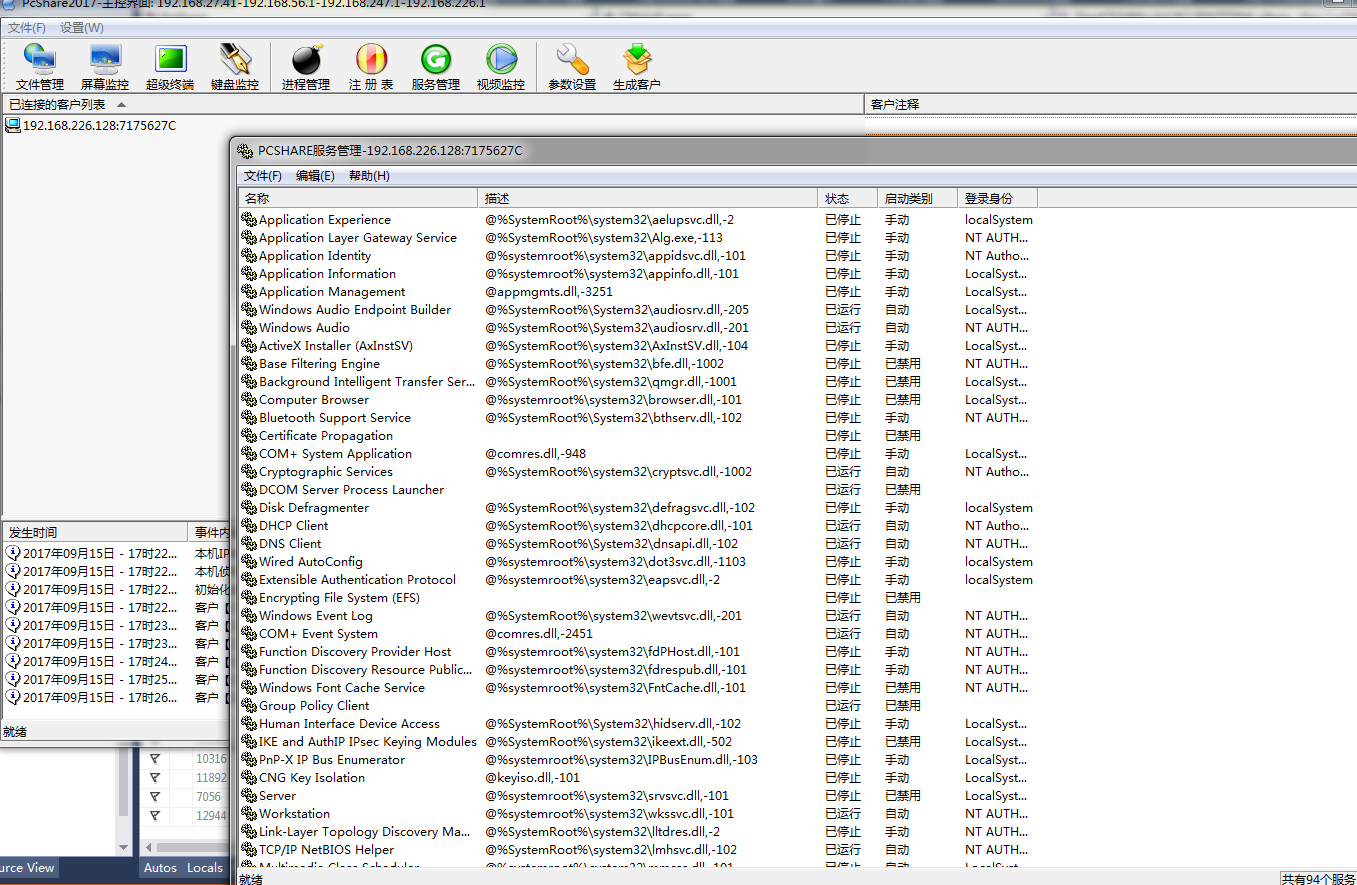 PcShare2017-主控界面: 192.168.27.41-192.168.56.1-192.168.247.1-192.168.226.1
文件(F) 设置(W)
文件管理 屏幕监控 超级终端 键盘监控 进程管理 注 册 表 服务管理 视频监控 参数设置 生成客户
已连接的客户列表 客户注释
192.168.226.128:7175627C
PCSHARE服务管理-192.168.226.128:7175627C
文件(F) 编辑(E) 帮助(H)
名称 描述 状态 启动类别 登录身份
Application Experience @%SystemRoot%\system32\aelupsvc.dll,-2 已停止 手动 localSystem
Application Layer Gateway Service @%SystemRoot%\system32\Alg.exe,-113 已停止 手动 NT AUTH...
Application Identity @%systemroot%\system32\appidsvc.dll,-101 已停止 手动 NT Autho...
Application Information @%systemroot%\system32\appinfo.dll,-101 已停止 手动 LocalSyst...
Application Management @appmgmts.dll,-3251 已停止 手动 LocalSyst...
Windows Audio Endpoint Builder @%SystemRoot%\System32\audiosrv.dll,-205 已运行 自动 LocalSyst...
Windows Audio @%SystemRoot%\System32\audiosrv.dll,-201 已运行 自动 NT AUTH...
ActiveX Installer (AxInstSV) @%SystemRoot%\system32\AxInstSV.dll,-104 已停止 手动 LocalSyst...
Base Filtering Engine @%SystemRoot%\system32\bfe.dll,-1002 已停止 已禁用 NT AUTH...
Background Intelligent Transfer Ser... @%SystemRoot%\system32\qmgr.dll,-1001 已停止 已禁用 LocalSyst...
Computer Browser @%systemroot%\system32\browser.dll,-101 已停止 已禁用 LocalSyst...
Bluetooth Support Service @%SystemRoot%\System32\bthserv.dll,-102 已停止 手动 NT AUTH...
Certificate Propagation 已停止 已禁用
COM+ System Application @comres.dll,-948 已停止 手动 LocalSyst...
Cryptographic Services @%SystemRoot%\system32\cryptsvc.dll,-1002 已运行 自动 NT Autho...
DCOM Server Process Launcher 已运行 已禁用
Disk Defragmenter @%SystemRoot%\system32\defragsvc.dll,-102 已停止 手动 localSystem
DHCP Client @%SystemRoot%\system32\dhcpcore.dll,-101 已运行 自动 NT Autho...
DNS Client @%SystemRoot%\System32\dnsapi.dll,-102 已运行 自动 NT AUTH...
Wired AutoConfig @%systemroot%\system32\dot3svc.dll,-1103 已停止 手动 localSystem
Extensible Authentication Protocol @%systemroot%\system32\eapsvc.dll,-2 已停止 手动 localSystem
Encrypting File System (EFS) 已停止 已禁用
Windows Event Log @%SystemRoot%\system32\wevtsvc.dll,-201 已运行 自动 NT AUTH...
COM+ Event System @comres.dll,-2451 已运行 自动 NT AUTH...
Function Discovery Provider Host @%systemroot%\system32\fdPHost.dll,-101 已停止 手动 NT AUTH...
Function Discovery Resource Public... @%systemroot%\system32\fdrespub.dll,-101 已停止 手动 NT AUTH...
Windows Font Cache Service @%systemroot%\system32\FntCache.dll,-101 已停止 已禁用 NT AUTH...
Group Policy Client 已运行 已禁用
Human Interface Device Access @%SystemRoot%\System32\hidserv.dll,-102 已停止 手动 LocalSyst...
IKE and AuthIP IPsec Keying Modules @%SystemRoot%\system32\ikeext.dll,-502 已停止 已禁用 LocalSyst...
PnP-X IP Bus Enumerator @%systemroot%\system32\IPBusEnum.dll,-103 已停止 手动 LocalSyst...
CNG Key Isolation @keyiso.dll,-101 已停止 手动 LocalSyst...
Server @%systemroot%\system32\srvsvc.dll,-101 已停止 已禁用 LocalSyst...
Workstation @%systemroot%\system32\wkssvc.dll,-101 已运行 自动 NT AUTH...
Link-Layer Topology Discovery Ma... @%SystemRoot%\system32\lltdres.dll,-2 已停止 手动 NT AUTH...
TCP/IP NetBIOS Helper @%SystemRoot%\system32\lmhsvc.dll,-102 已运行 自动 NT AUTH...
就绪 共有94个服务
发生时间 事件内
2017年09月15日 - 17时22... 本机IP
2017年09月15日 - 17时22... 本机侦
2017年09月15日 - 17时22... 初始化
2017年09月15日 - 17时22... 客户【
2017年09月15日 - 17时23... 客户【
2017年09月15日 - 17时23... 客户【
2017年09月15日 - 17时24... 客户【
2017年09月15日 - 17时25... 客户【
2017年09月15日 - 17时26... 客户【
就绪
10316
11892
7056
12944
urce View Autos Locals